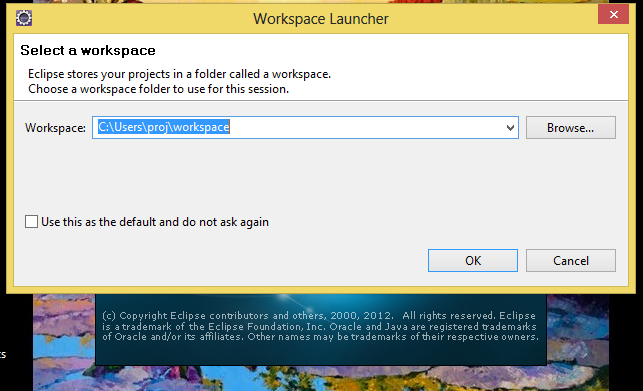 Workspace Launcher
Select a workspace
Eclipse stores your projects in a folder called a workspace.
Choose a workspace folder to use for this session.
Workspace: C:\Users\proj\workspace Browse...
Use this as the default and do not ask again
OK Cancel
(c) Copyright Eclipse contributors and others, 2000, 2012. All rights reserved. Eclipse
is a trademark of the Eclipse Foundation, Inc. Oracle and Java are registered trademarks
of Oracle and/or its affiliates. Other names may be trademarks of their respective owners.